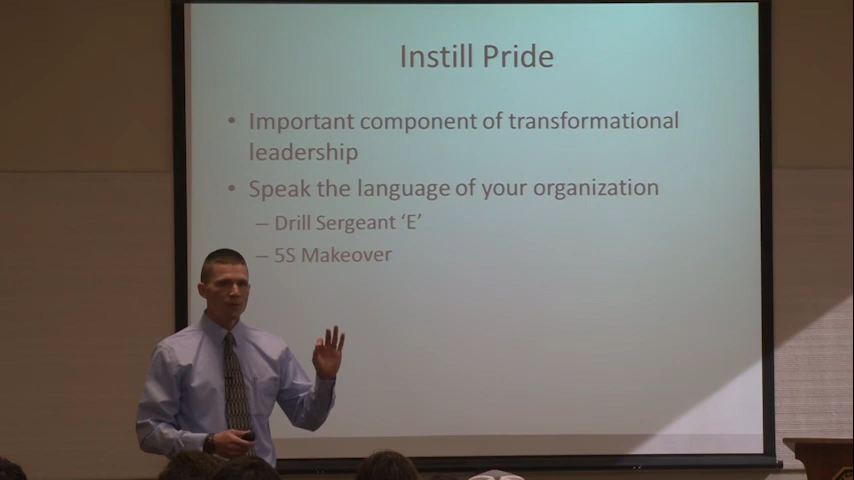 Instill Pride
• Important component of transformational
leadership
• Speak the language of your organization
– Drill Sergeant ‘E’
– 5S Makeover